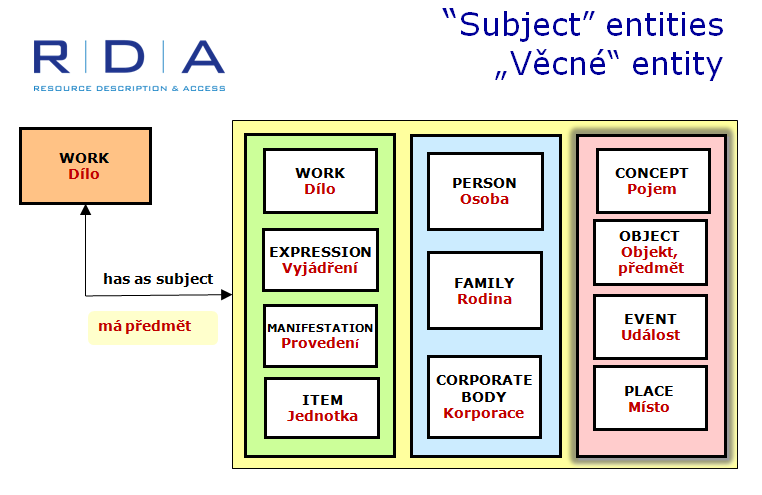 “Subject” entities
„Věcné“ entity
R|D|A
RESOURCE DESCRIPTION & ACCESS
WORK
Dílo
has as subject
má předmět
WORK
Dílo
EXPRESSION
Vyjádření
MANIFESTATION
Provedení
ITEM
Jednotka
PERSON
Osoba
FAMILY
Rodina
CORPORATE
BODY
Korporace
CONCEPT
Pojem
OBJECT
Objekt,
předmět
EVENT
Událost
PLACE
Místo